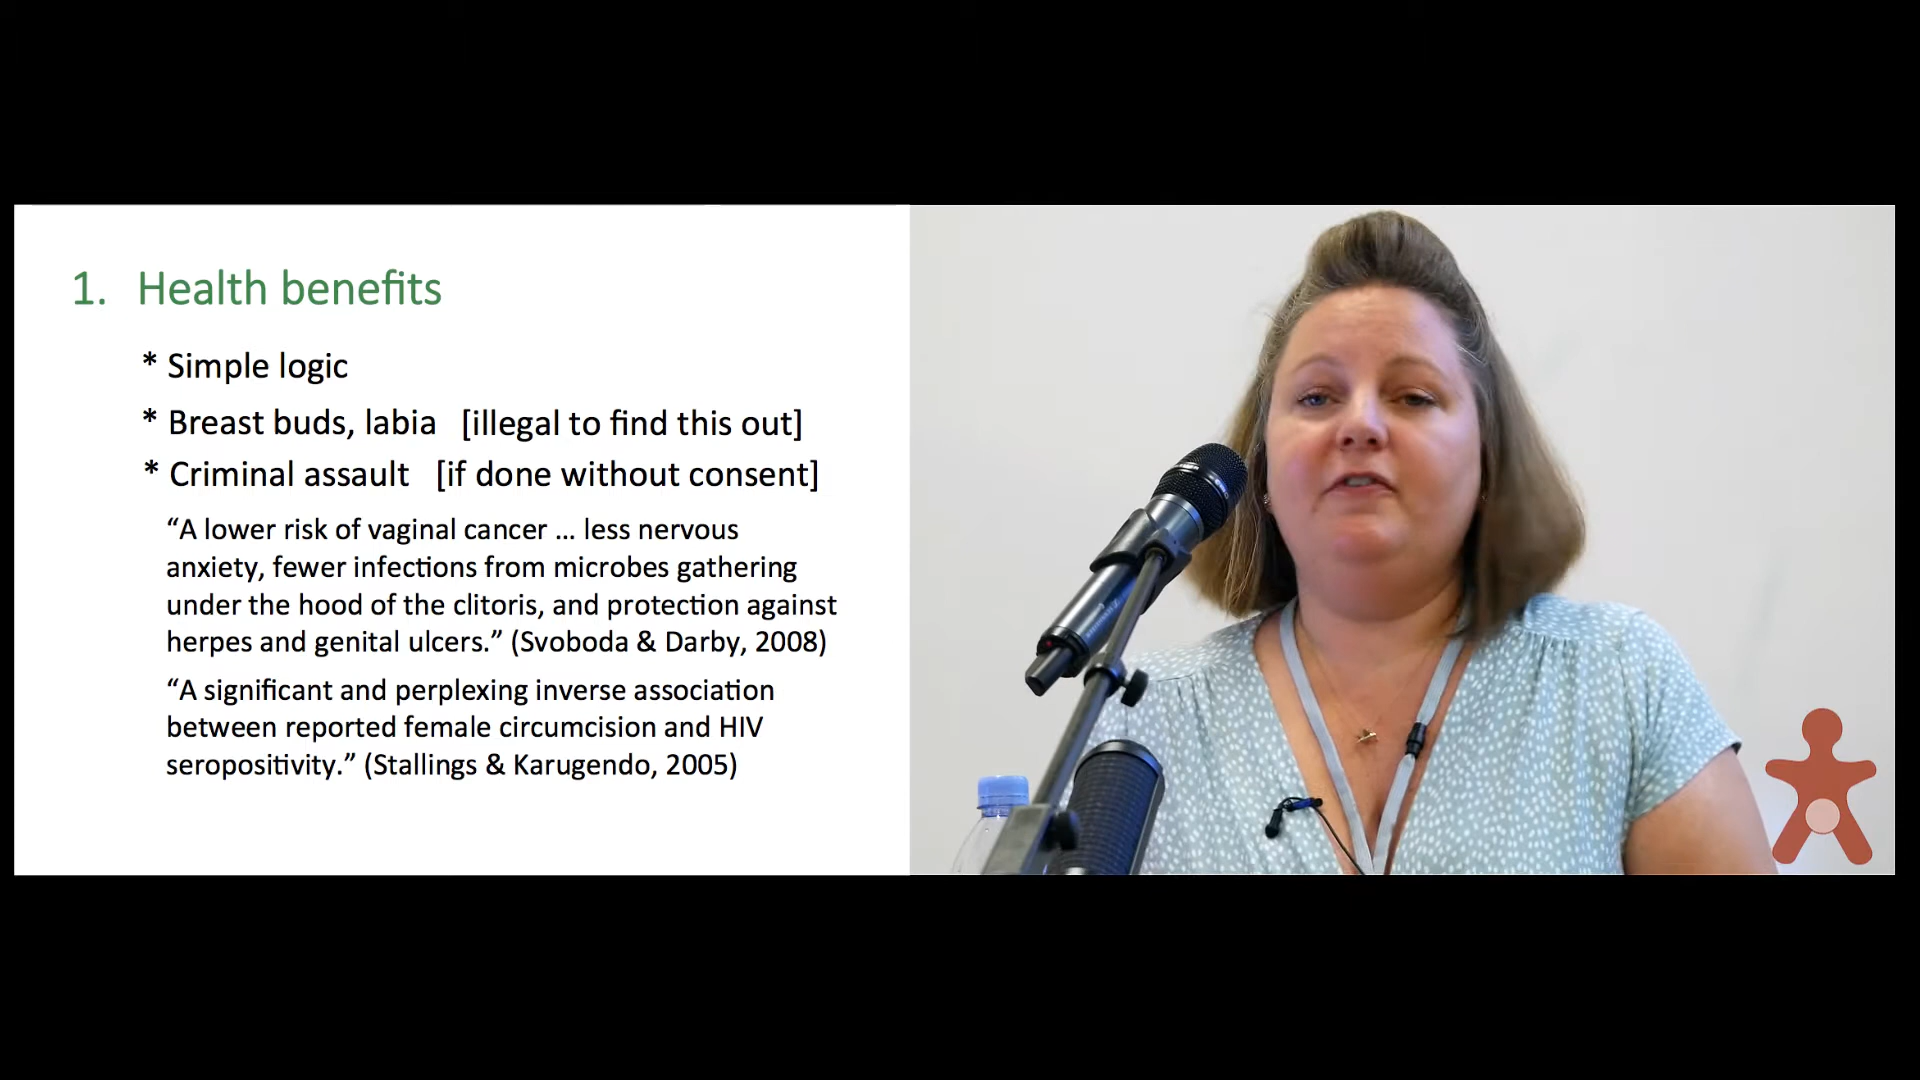 1. Health benefits
* Simple logic
* Breast buds, labia [illegal to find this out]
* Criminal assault [if done without consent]
“A lower risk of vaginal cancer ... less nervous
anxiety, fewer infections from microbes gathering
under the hood of the clitoris, and protection against
herpes and genital ulcers.” (Svoboda & Darby, 2008)
“A significant and perplexing inverse association
between reported female circumcision and HIV
seropositivity.” (Stallings & Karugendo, 2005)